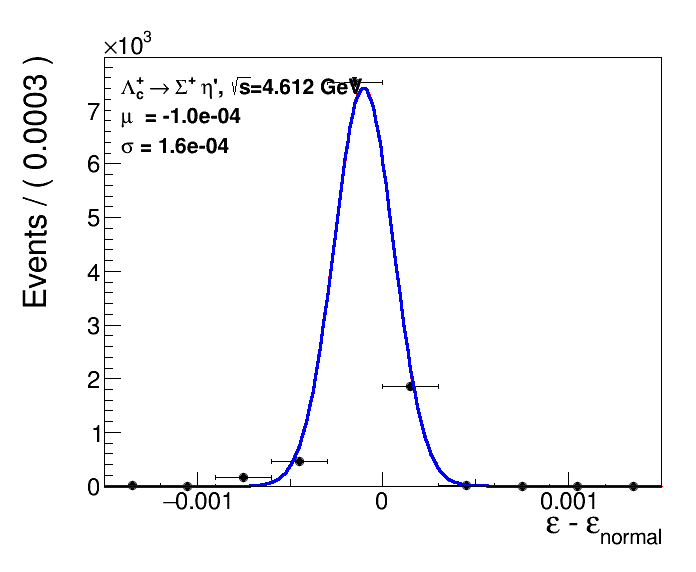 ×10³
Λc⁺ → Σ⁺ η', √s=4.612 GeV
μ = -1.0e-04
σ = 1.6e-04
Events / ( 0.0003 )
7
6
5
4
3
2
1
0
−0.001 0 0.001
ε - εnormal